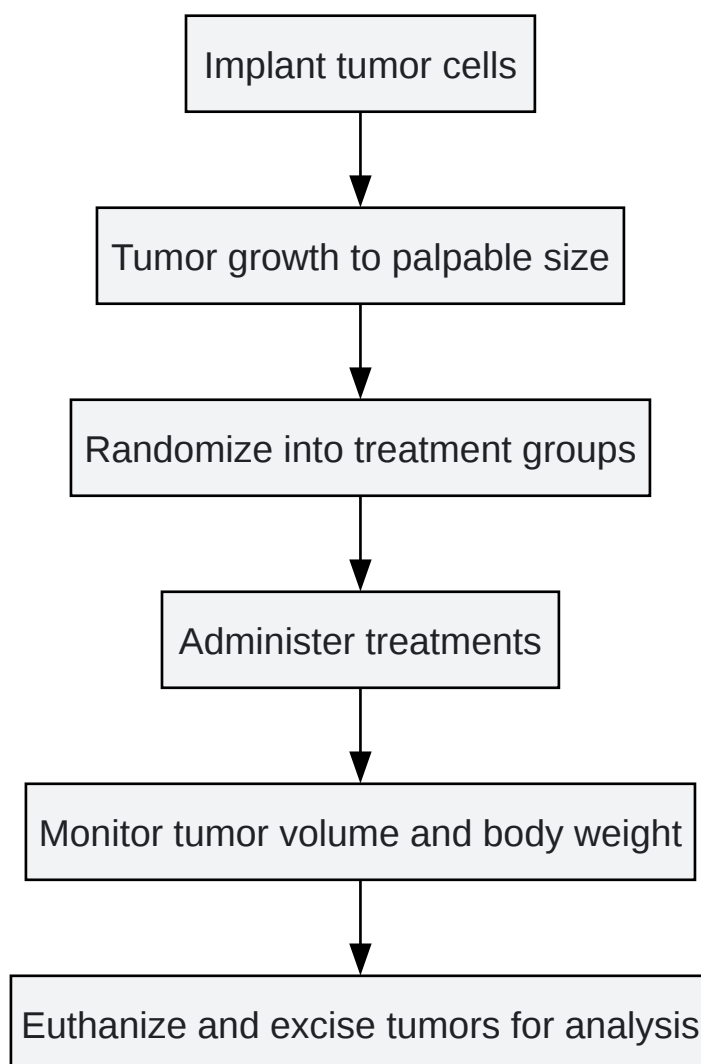 Implant tumor cells
Tumor growth to palpable size
Randomize into treatment groups
Administer treatments
Monitor tumor volume and body weight
Euthanize and excise tumors for analysis